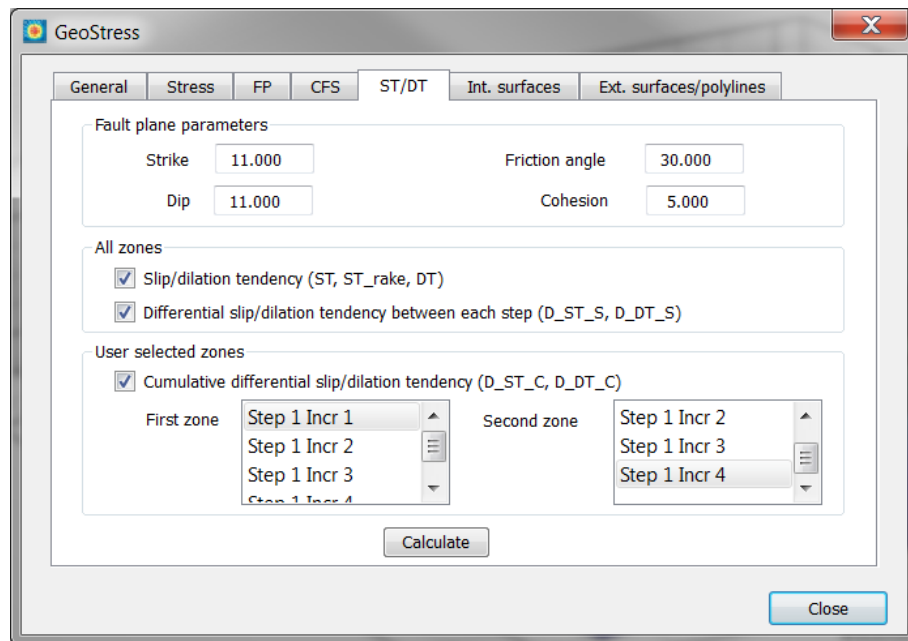 GeoStress
General Stress FP CFS ST/DT Int. surfaces Ext. surfaces/polylines
Fault plane parameters
Strike 11.000 Friction angle 30.000
Dip 11.000 Cohesion 5.000
All zones
Slip/dilation tendency (ST, ST_rake, DT)
Differential slip/dilation tendency between each step (D_ST_S, D_DT_S)
User selected zones
Cumulative differential slip/dilation tendency (D_ST_C, D_DT_C)
First zone Step 1 Incr 1 Second zone Step 1 Incr 2
Step 1 Incr 2 Step 1 Incr 3
Step 1 Incr 3 Step 1 Incr 4
Step 1 Incr 4
Calculate
Close